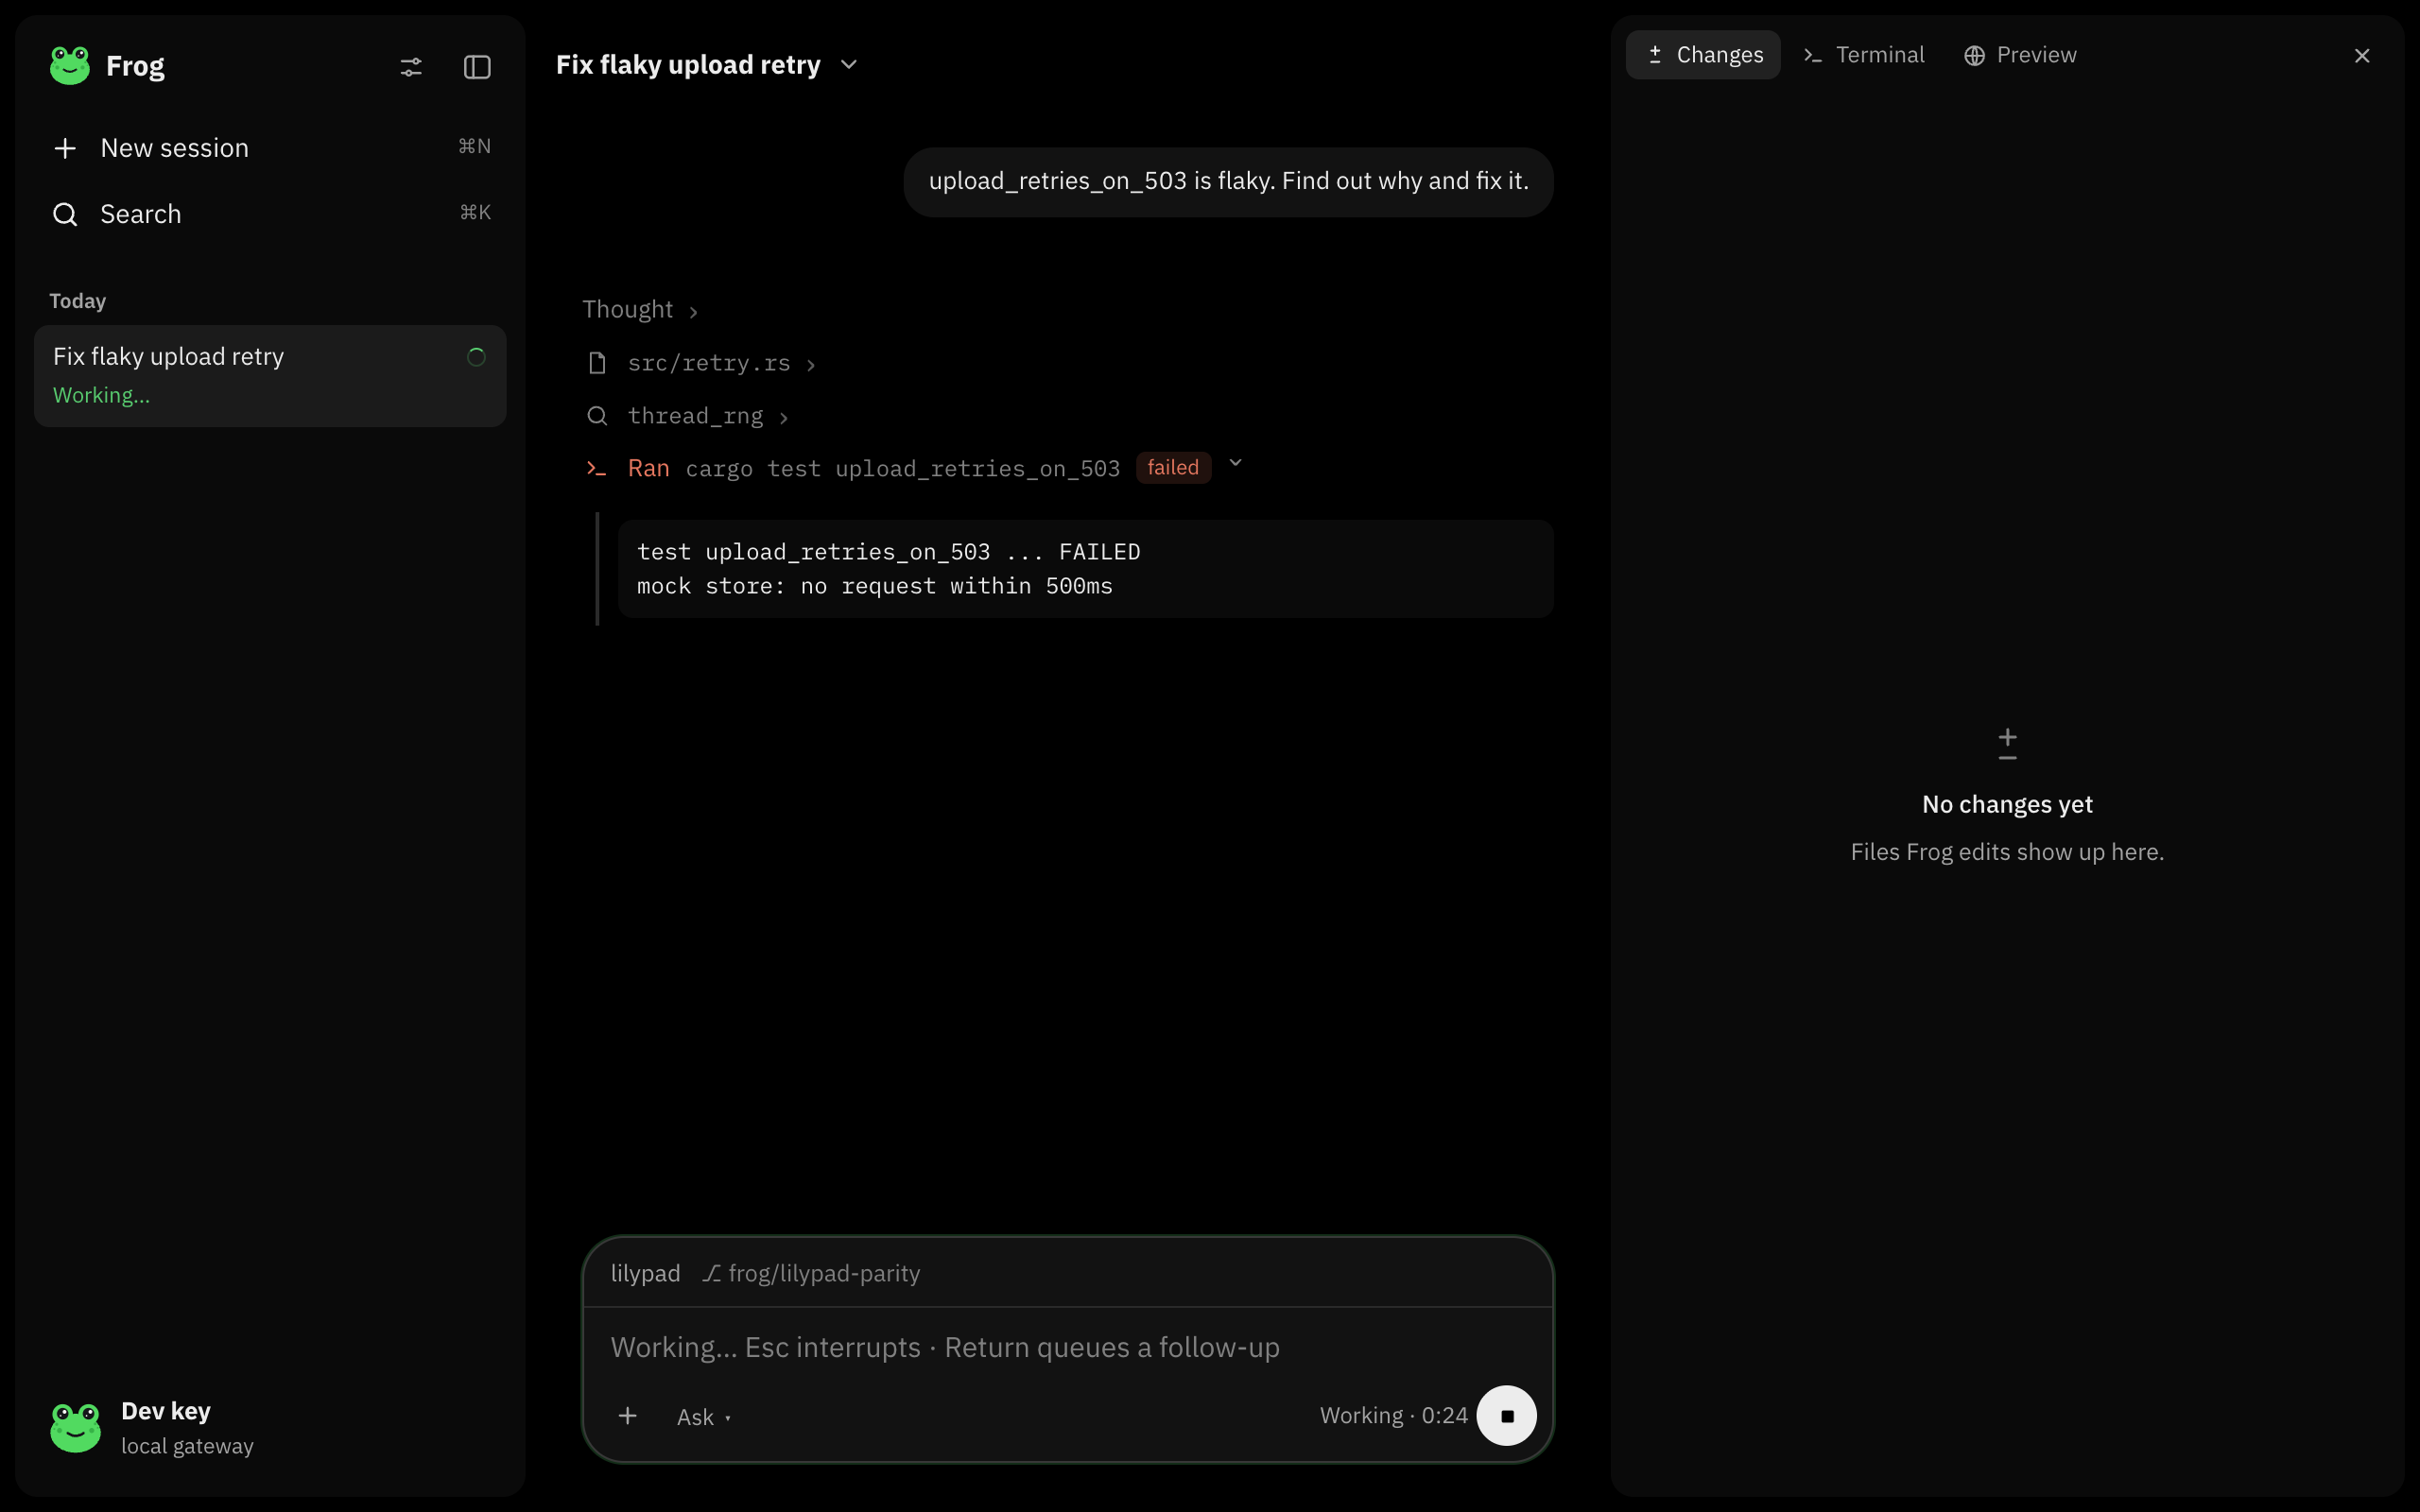 Frog
New session ⌘N
Search ⌘K
Today
Fix flaky upload retry
Working...
Dev key
local gateway
Fix flaky upload retry
upload_retries_on_503 is flaky. Find out why and fix it.
Thought
src/retry.rs
thread_rng
Ran cargo test upload_retries_on_503 failed
test upload_retries_on_503 ... FAILED
mock store: no request within 500ms
lilypad frog/lilypad-parity
Working... Esc interrupts · Return queues a follow-up
Ask
Working · 0:24
Changes Terminal Preview
No changes yet
Files Frog edits show up here.